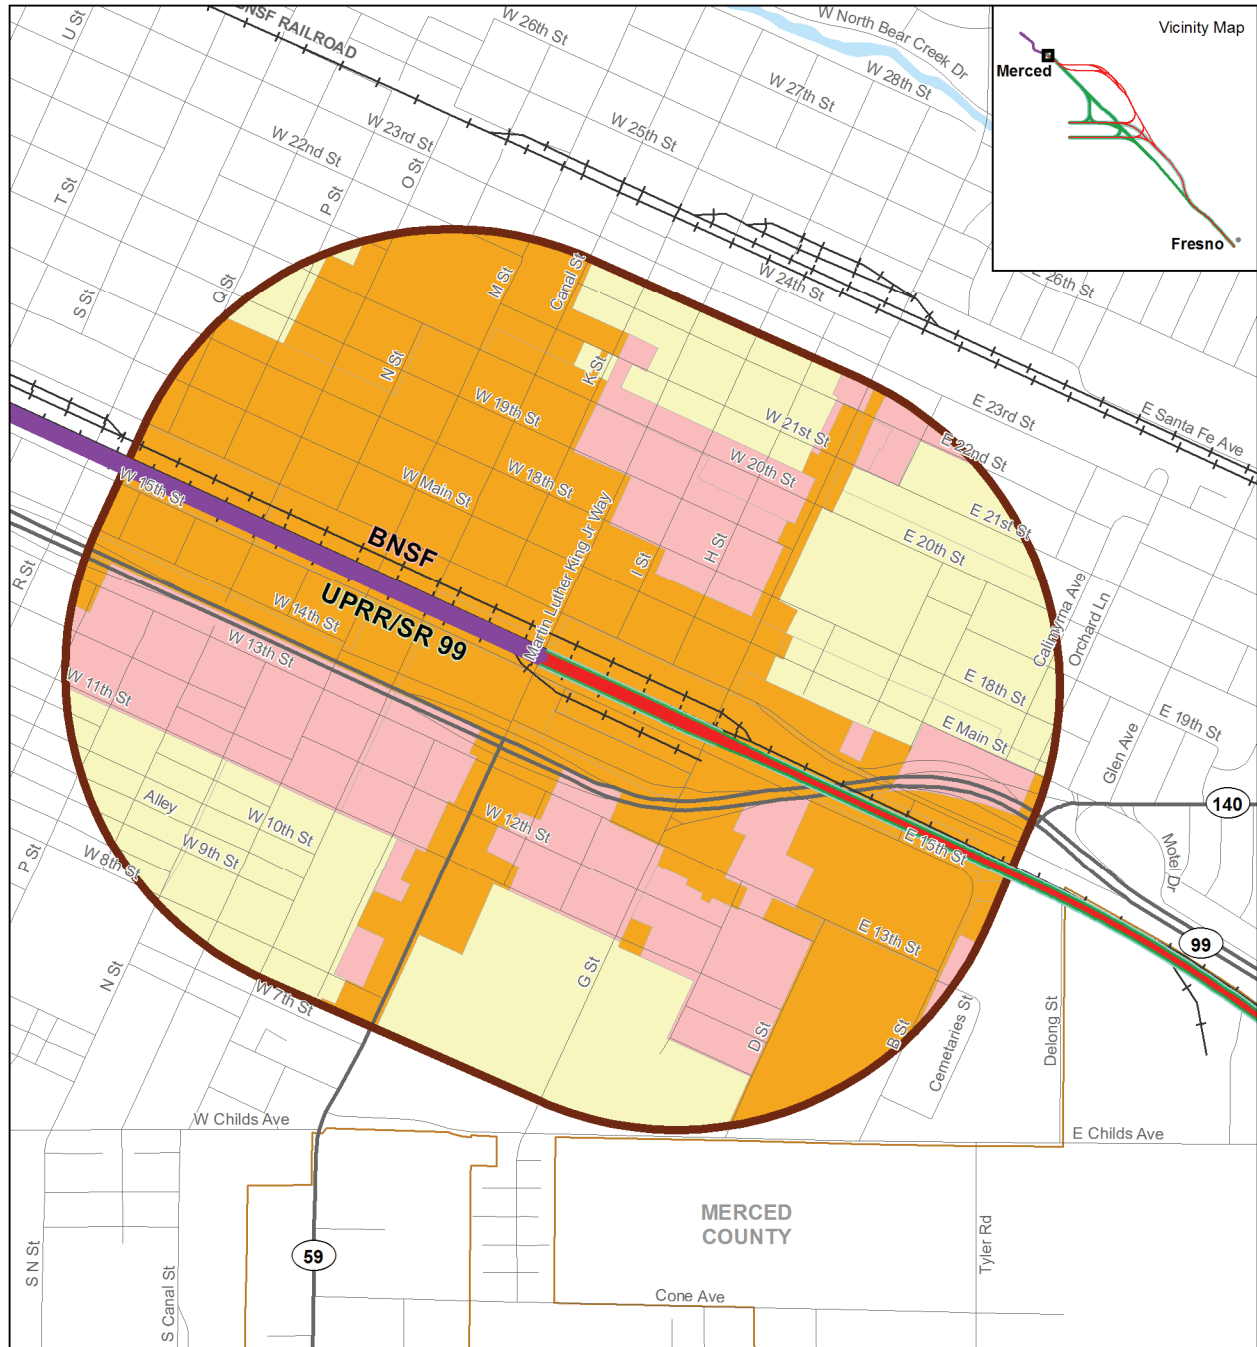 U St
BNSF RAILROAD
W 26th St
W North Bear Creek Dr
Vicinity Map
Merced
Fresno
W 28th St
W 27th St
W 25th St
W 23rd St
W 22nd St
O St
P St
T St
W 24th St
E 26th St
Q St
S St
M St
Canal St
N St
K St
W 19th St
W 21st St
E 23rd St
E Santa Fe Ave
E 22nd St
W 20th St
W 18th St
W Main St
W 15th St
E 21st St
E 20th St
BNSF
UPRR/SR 99
Martin Luther King Jr Way
I St
H St
R St
W 14th St
W 13th St
W 11th St
Calimyrna Ave
Orchard Ln
E 18th St
E Main St
E 19th St
Glen Ave
140
Alley
W 10th St
W 9th St
W 8th St
W 12th St
E 15th St
Motel Dr
P St
E 13th St
99
N St
W 7th St
G St
D St
B St
Cemetaries St
Delong St
W Childs Ave
E Childs Ave
MERCED
COUNTY
Tyler Rd
59
S N St
S Canal St
Cone Ave